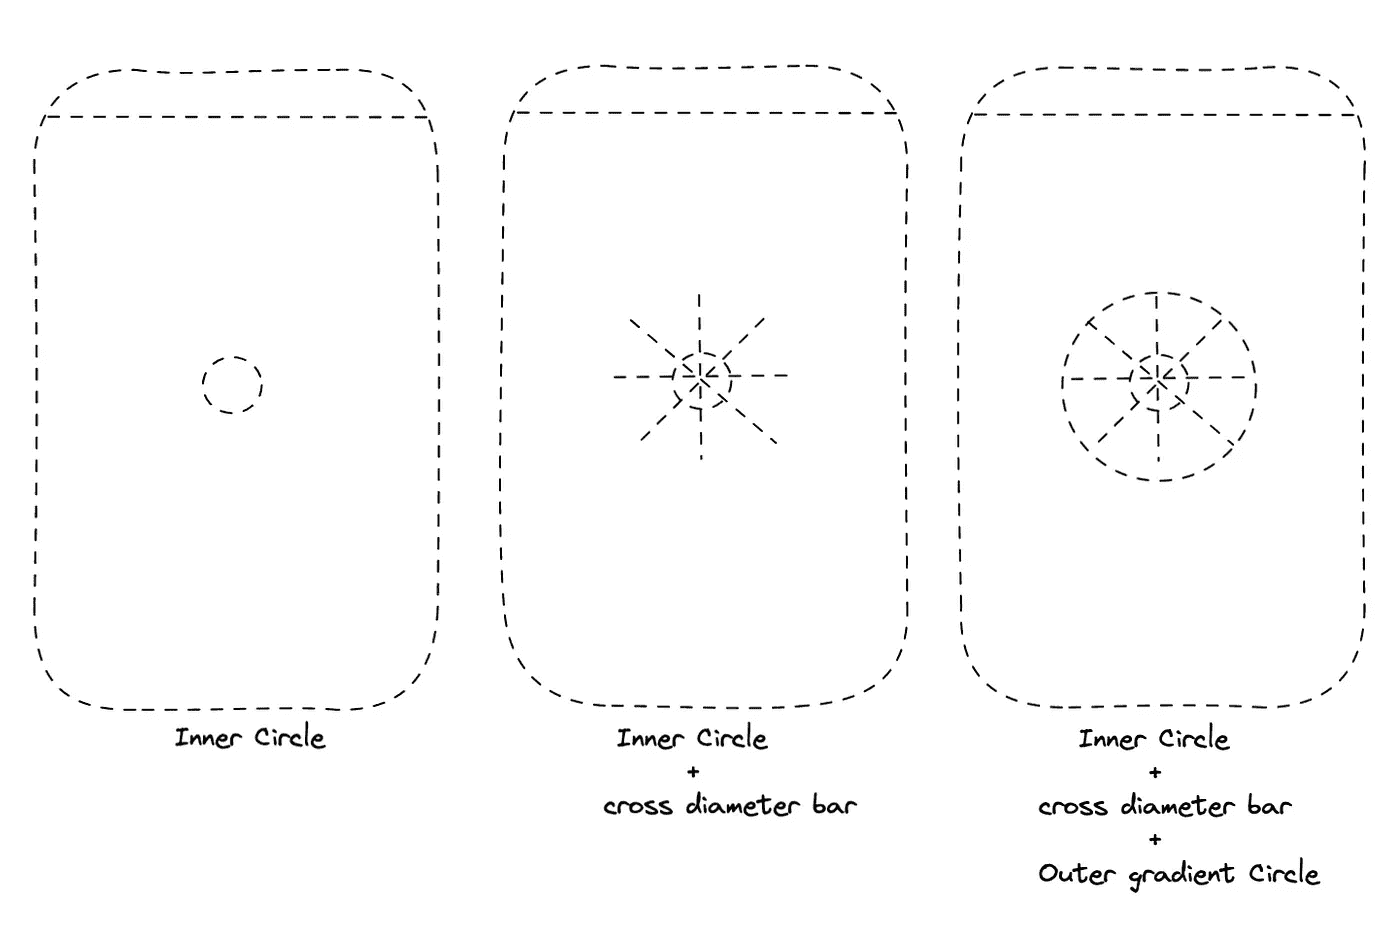 Inner Circle
Inner Circle
+
cross diameter bar
Inner Circle
+
cross diameter bar
+
Outer gradient Circle